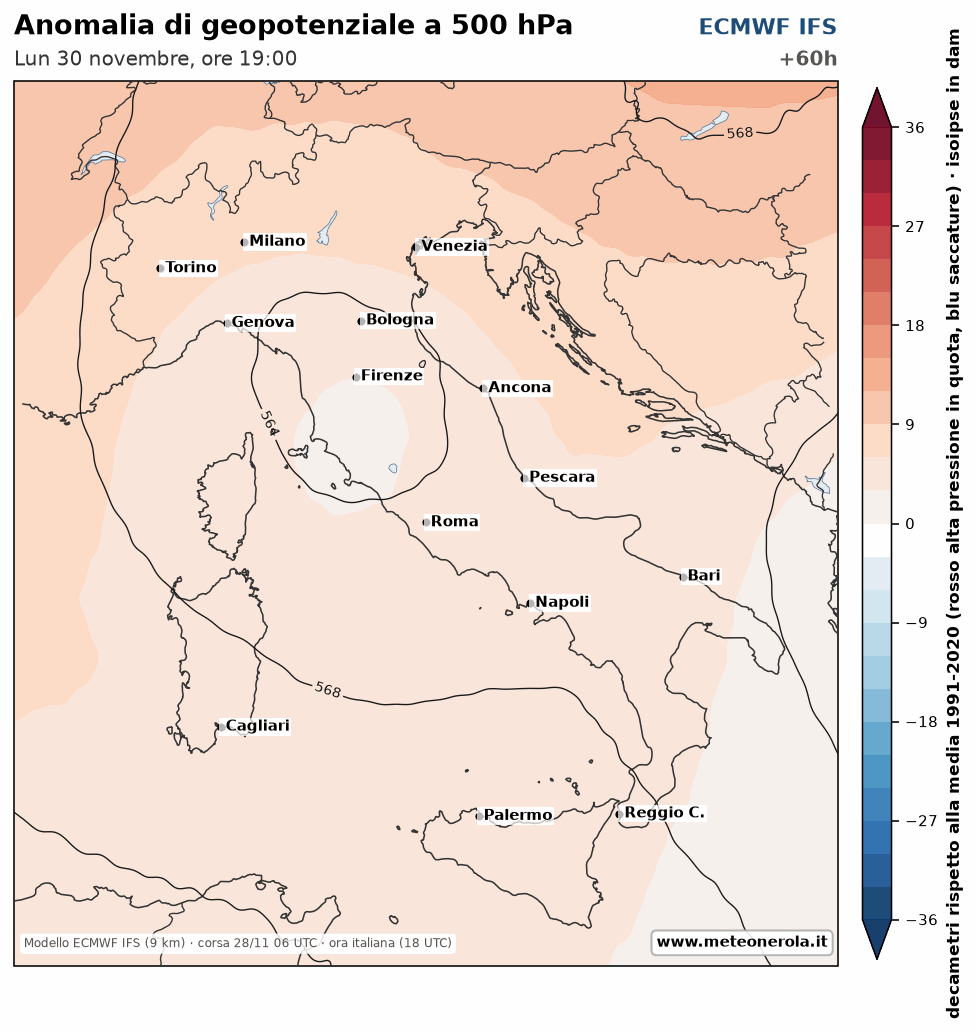 Anomalia di geopotenziale a 500 hPa
ECMWF IFS
Lun 30 novembre, ore 19:00
+60h
568
Milano
Venezia
Torino
Genova
Bologna
Firenze
Ancona
564
Pescara
Roma
Bari
Napoli
568
Cagliari
Palermo
Reggio C.
Modello ECMWF IFS (9 km) · corsa 28/11 06 UTC · ora italiana (18 UTC)
www.meteonerola.it
36
27
18
9
0
−9
−18
−27
−36
decametri rispetto alla media 1991-2020 (rosso alta pressione in quota, blu saccature) · isoipse in dam